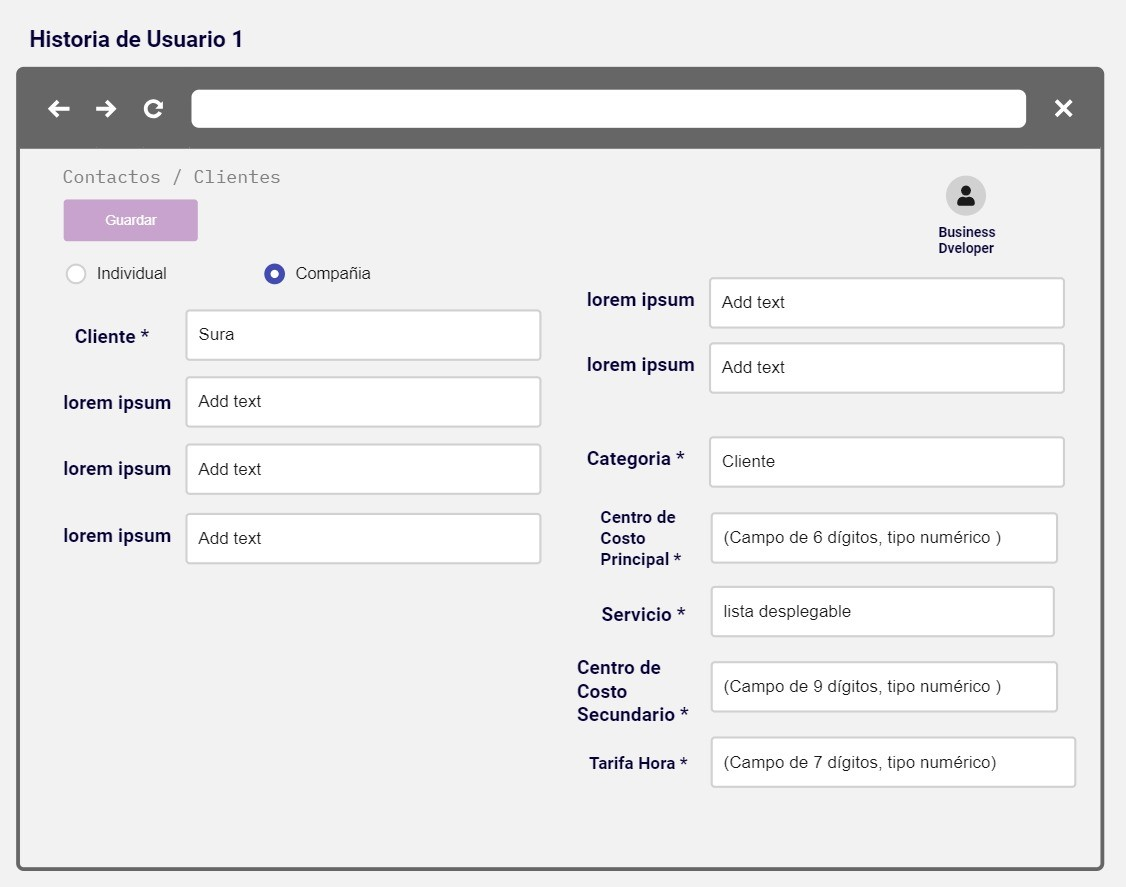 Historia de Usuario 1
Contactos / Clientes
Guardar
Business
Dveloper
Individual
Compañia
Cliente *
Sura
lorem ipsum
Add text
lorem ipsum
Add text
lorem ipsum
Add text
lorem ipsum
Add text
lorem ipsum
Add text
Categoria *
Cliente
Centro de
Costo
Principal *
(Campo de 6 dígitos, tipo numérico )
Servicio *
lista desplegable
Centro de
Costo
Secundario *
(Campo de 9 dígitos, tipo numérico )
Tarifa Hora *
(Campo de 7 dígitos, tipo numérico)